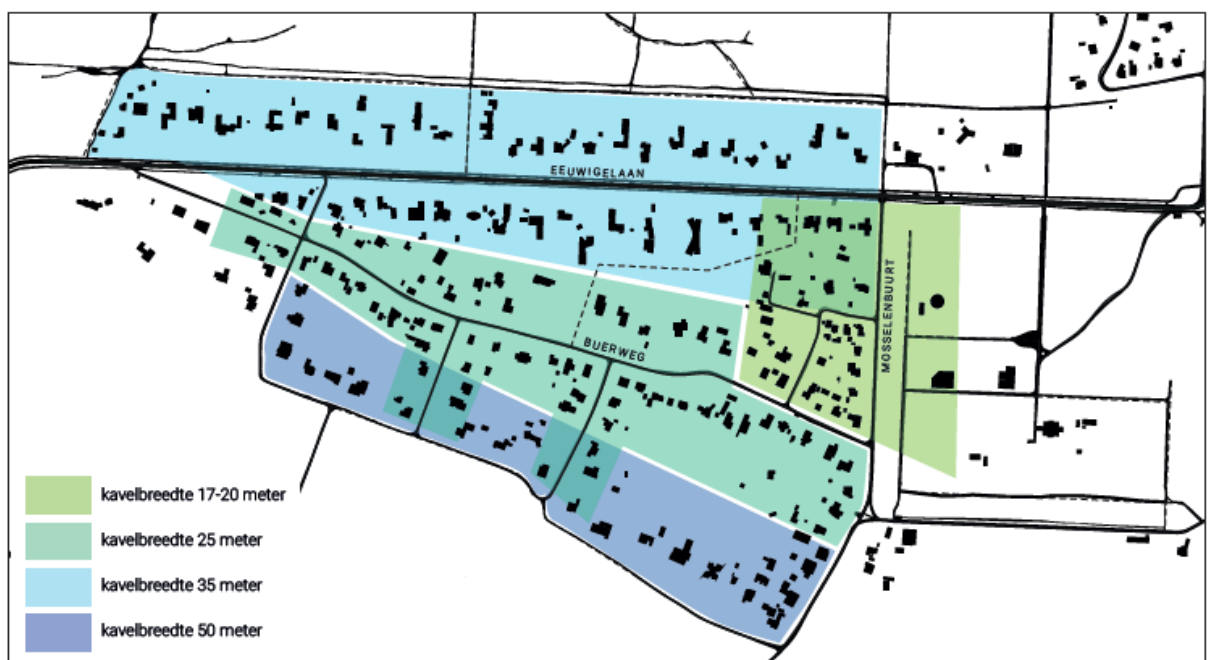 EEUWIGELAAN
MOSSELENBUURT
BUERWEG
kavelbreedte 17-20 meter
kavelbreedte 25 meter
kavelbreedte 35 meter
kavelbreedte 50 meter